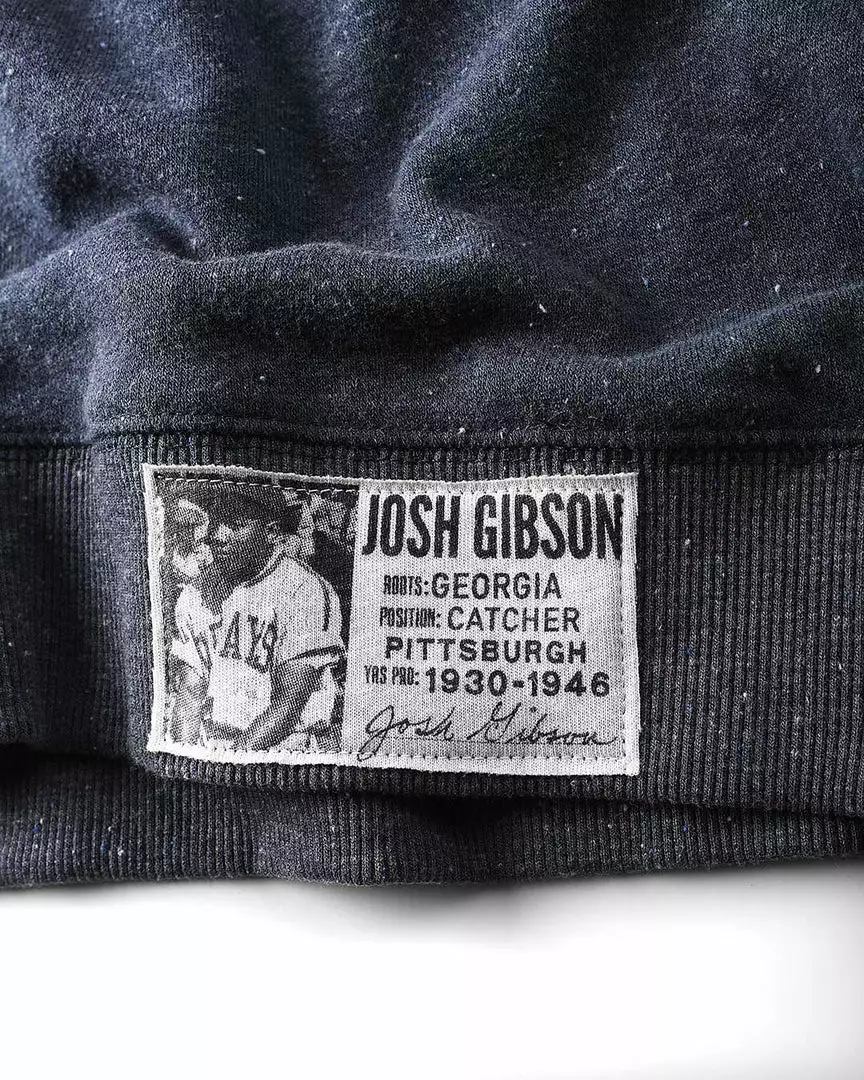 JOSH GIBSON
ROOTS: GEORGIA
POSITION: CATCHER
PITTSBURGH
YRS PRO: 1930-1946
Josh Gibson